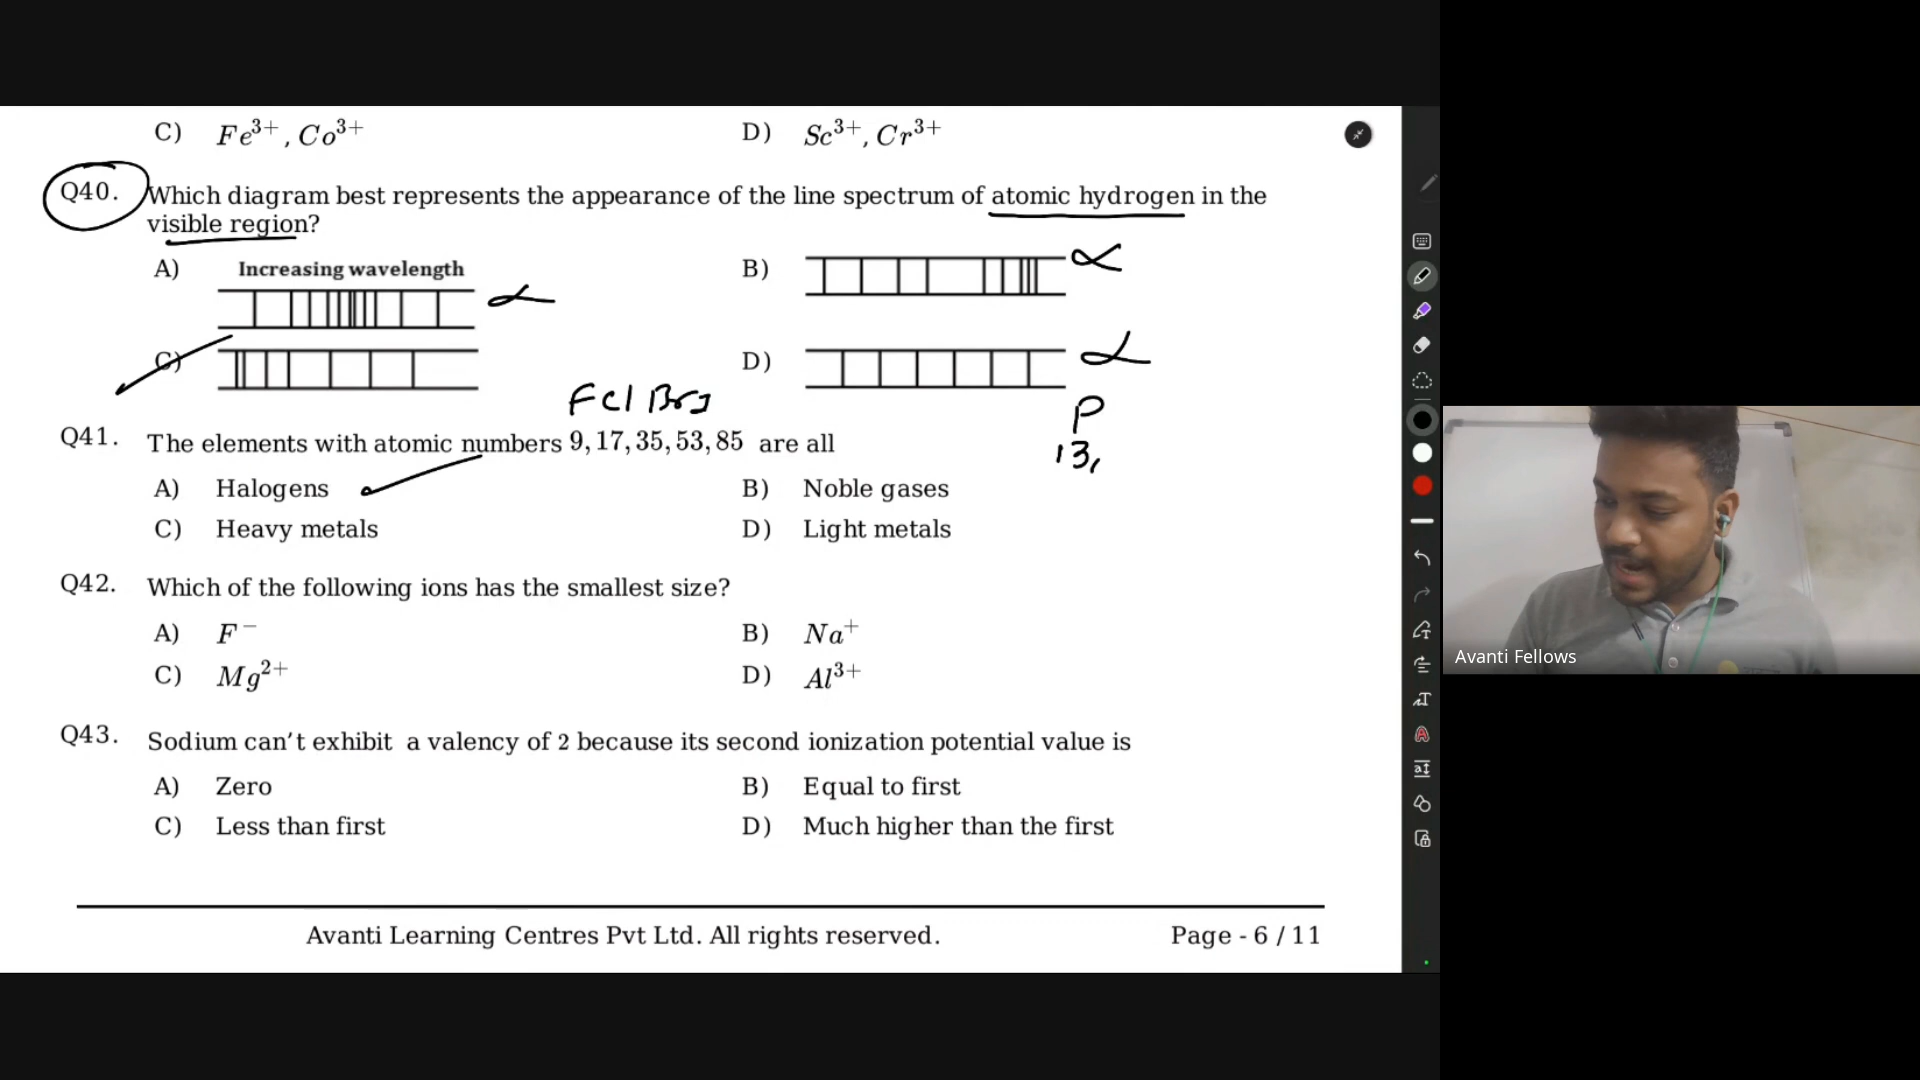 C) Fe³⁺, Co³⁺ D) Sc³⁺, Cr³⁺
Q40. Which diagram best represents the appearance of the line spectrum of atomic hydrogen in the
visible region?
A) Increasing wavelength B)
C) D)
F Cl Br I
P
13,
Q41. The elements with atomic numbers 9, 17, 35, 53, 85 are all
A) Halogens B) Noble gases
C) Heavy metals D) Light metals
Q42. Which of the following ions has the smallest size?
A) F⁻ B) Na⁺
C) Mg²⁺ D) Al³⁺
Q43. Sodium can't exhibit a valency of 2 because its second ionization potential value is
A) Zero B) Equal to first
C) Less than first D) Much higher than the first
Avanti Learning Centres Pvt Ltd. All rights reserved. Page - 6 / 11
Avanti Fellows